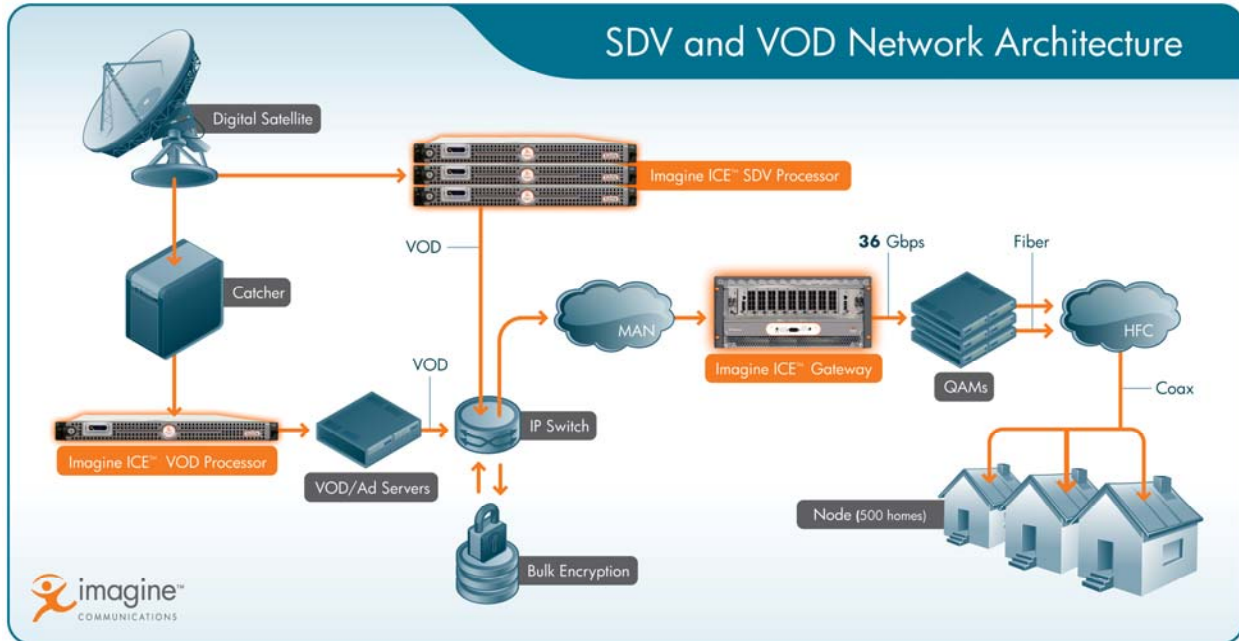 SDV and VOD Network Architecture
Digital Satellite
Imagine ICE™ SDV Processor
VOD
36 Gbps
Fiber
Catcher
MAN
HFC
Imagine ICE™ Gateway
QAMs
Coax
VOD
IP Switch
Imagine ICE™ VOD Processor
VOD/Ad Servers
Node (500 homes)
Bulk Encryption
imagine™
COMMUNICATIONS